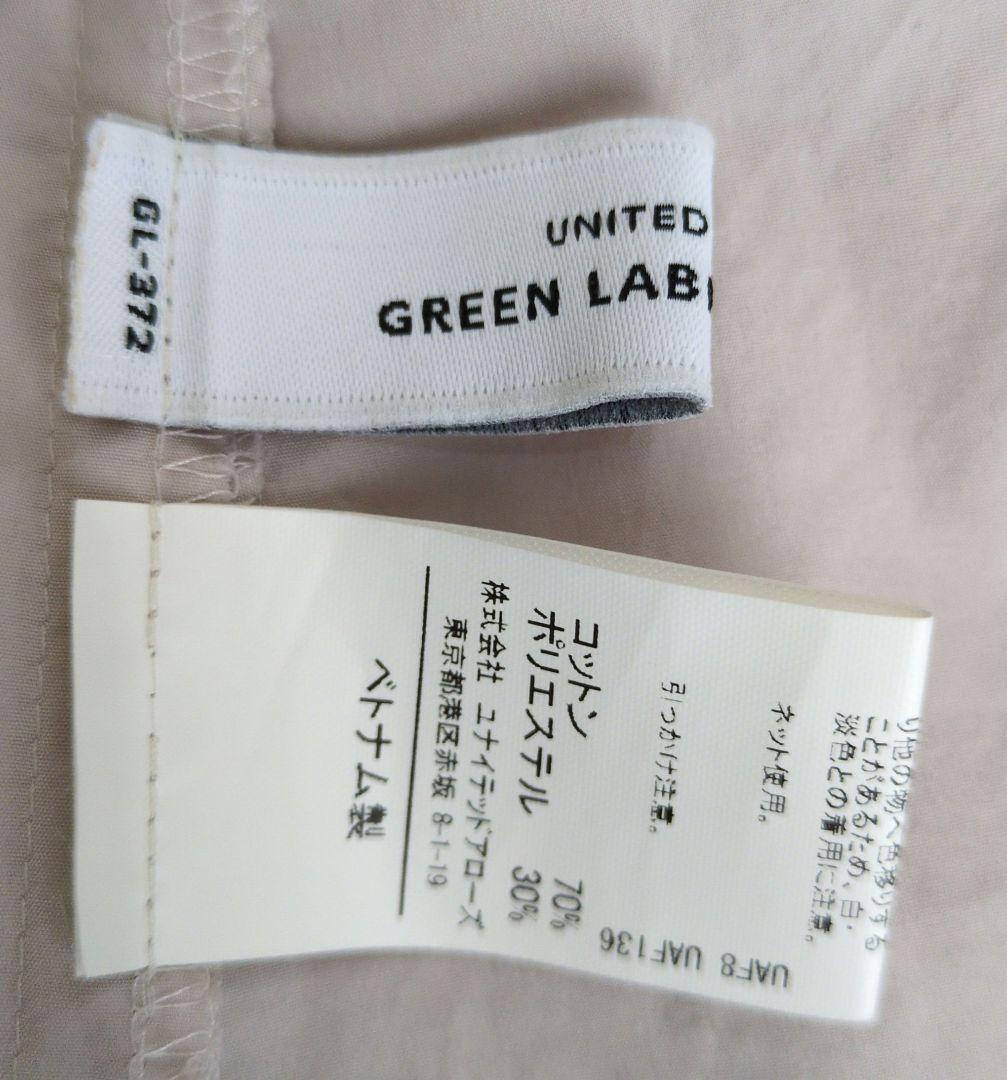 UNITED
GREEN LAB
GL-372
り他の物へ色移りする
ことがあるため、白・
淡色との着用に注意。
ネット使用。
引っかけ注意。
UAF8 UAF136
コットン 70%
ポリエステル 30%
株式会社 ユナイテッドアローズ
東京都港区赤坂 8-1-19
ベトナム製